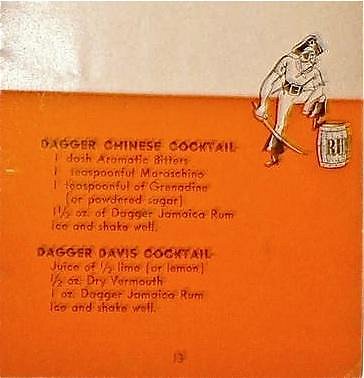 DAGGER CHINESE COCKTAIL
1 dash Aromatic Bitters
1 teaspoonful Maraschino
1 teaspoonful of Grenadine
(or powdered sugar)
1½ oz. of Dagger Jamaica Rum
Ice and shake well.
DAGGER DAVIS COCKTAIL
Juice of ½ lime (or lemon)
1½ oz. Dry Vermouth
1 oz. Dagger Jamaica Rum
Ice and shake well.
13
RU